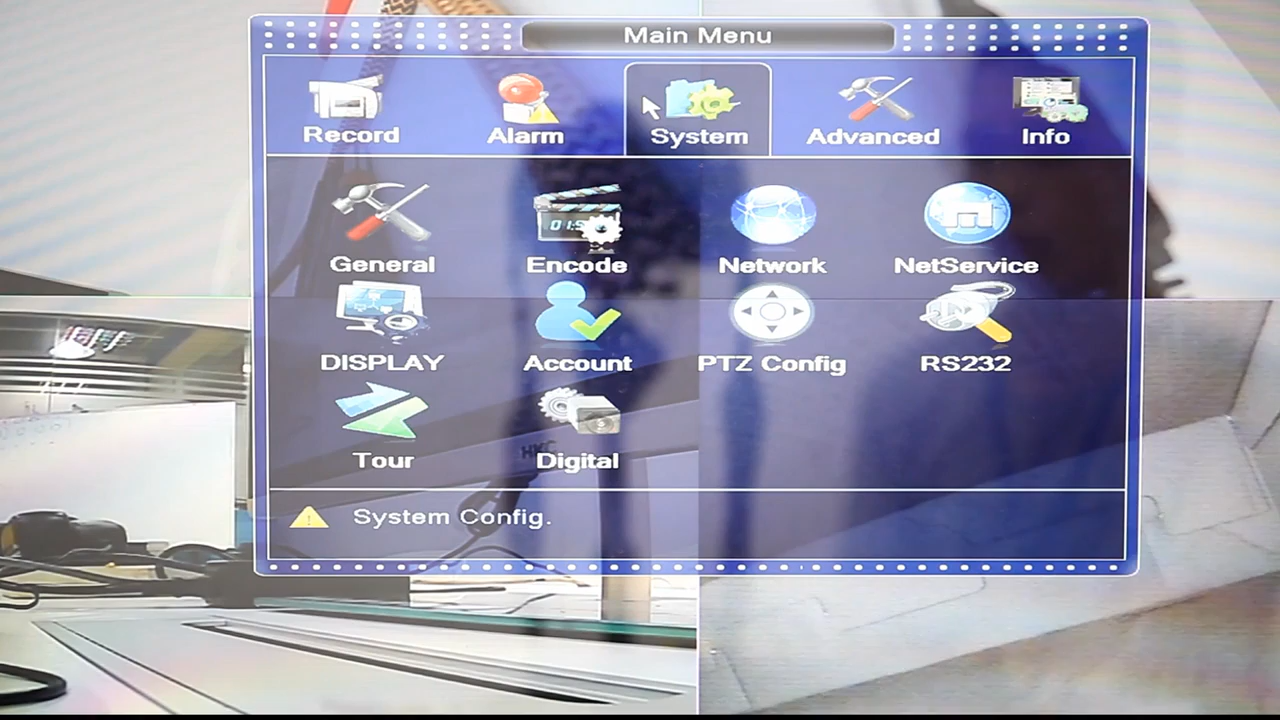 Main Menu
Record Alarm System Advanced Info
General Encode Network NetService
DISPLAY Account PTZ Config RS232
Tour Digital
System Config.